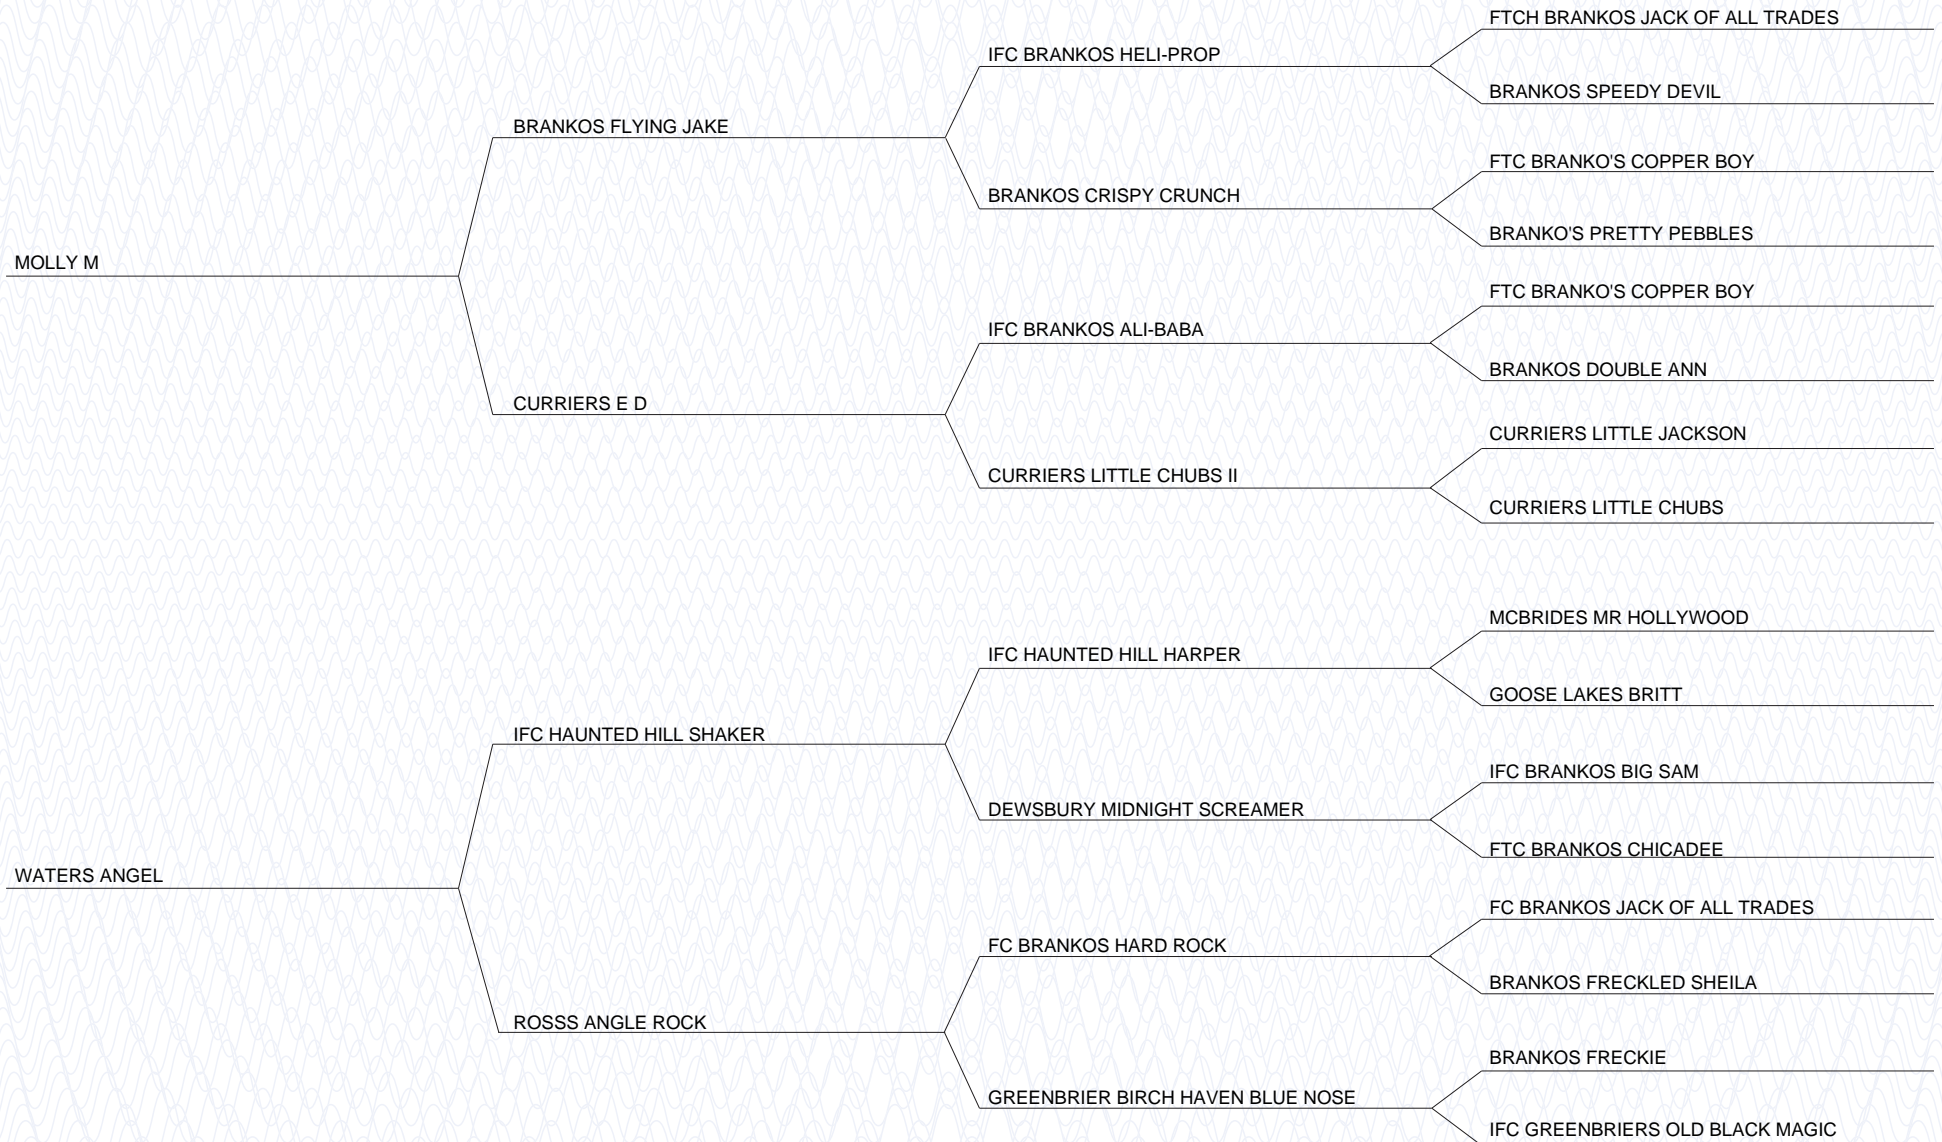 FTCH BRANKOS JACK OF ALL TRADES
IFC BRANKOS HELI-PROP
BRANKOS SPEEDY DEVIL
BRANKOS FLYING JAKE
FTC BRANKO'S COPPER BOY
BRANKOS CRISPY CRUNCH
BRANKO'S PRETTY PEBBLES
MOLLY M
FTC BRANKO'S COPPER BOY
IFC BRANKOS ALI-BABA
BRANKOS DOUBLE ANN
CURRIERS E D
CURRIERS LITTLE JACKSON
CURRIERS LITTLE CHUBS II
CURRIERS LITTLE CHUBS
MCBRIDES MR HOLLYWOOD
IFC HAUNTED HILL HARPER
GOOSE LAKES BRITT
IFC HAUNTED HILL SHAKER
IFC BRANKOS BIG SAM
DEWSBURY MIDNIGHT SCREAMER
FTC BRANKOS CHICADEE
WATERS ANGEL
FC BRANKOS JACK OF ALL TRADES
FC BRANKOS HARD ROCK
BRANKOS FRECKLED SHEILA
ROSSS ANGLE ROCK
BRANKOS FRECKIE
GREENBRIER BIRCH HAVEN BLUE NOSE
IFC GREENBRIERS OLD BLACK MAGIC